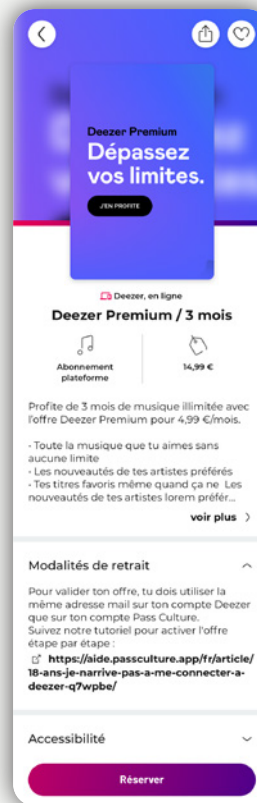 Deezer Premium
Dépassez
vos limites.
J'EN PROFITE
Deezer, en ligne
Deezer Premium / 3 mois
Abonnement
plateforme
14,99 €
Profite de 3 mois de musique illimitée avec
l'offre Deezer Premium pour 4,99 €/mois.
- Toute la musique que tu aimes sans
aucune limite
- Les nouveautés de tes artistes préférés
- Tes titres favoris même quand ça ne Les
nouveautés de tes artistes lorem préfér...
voir plus
Modalités de retrait
Pour valider ton offre, tu dois utiliser la
même adresse mail sur ton compte Deezer
que sur ton compte Pass Culture.
Suivez notre tutoriel pour activer l'offre
étape par étape :
https://aide.passculture.app/fr/article/
18-ans-je-narrive-pas-a-me-connecter-a-
deezer-q7wpbe/
Accessibilité
Réserver